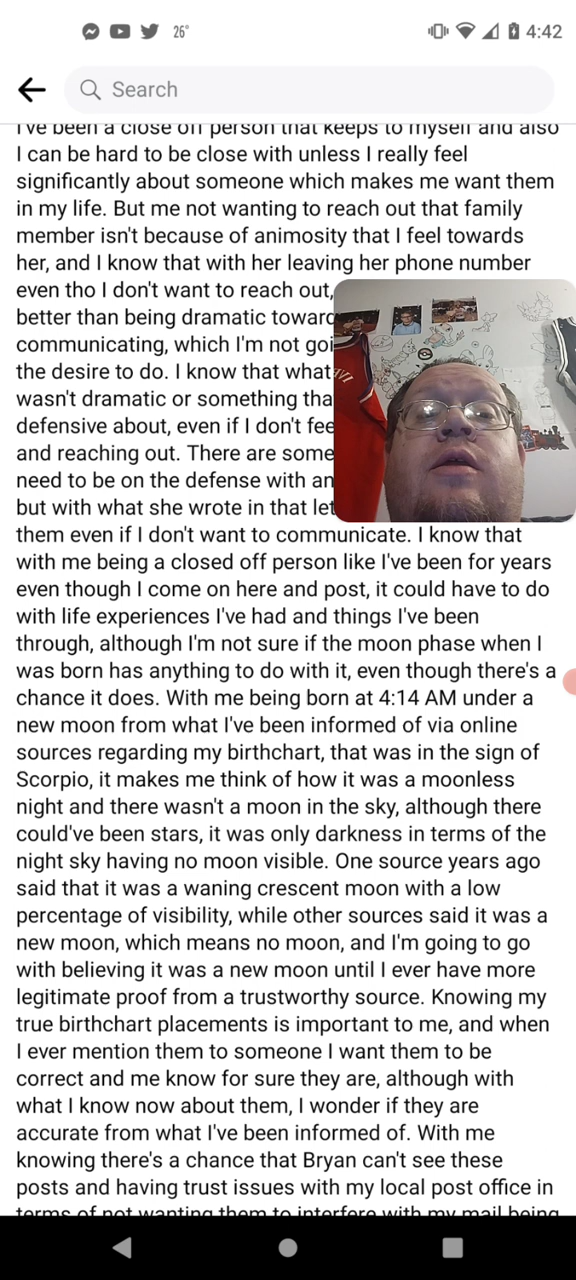 26°
4:42
Search
I've been a close off person that keeps to myself and also
I can be hard to be close with unless I really feel
significantly about someone which makes me want them
in my life. But me not wanting to reach out that family
member isn't because of animosity that I feel towards
her, and I know that with her leaving her phone number
even tho I don't want to reach out,
better than being dramatic toward
communicating, which I'm not goi
the desire to do. I know that what
wasn't dramatic or something tha
defensive about, even if I don't fee
and reaching out. There are some
need to be on the defense with an
but with what she wrote in that let
them even if I don't want to communicate. I know that
with me being a closed off person like I've been for years
even though I come on here and post, it could have to do
with life experiences I've had and things I've been
through, although I'm not sure if the moon phase when I
was born has anything to do with it, even though there's a
chance it does. With me being born at 4:14 AM under a
new moon from what I've been informed of via online
sources regarding my birthchart, that was in the sign of
Scorpio, it makes me think of how it was a moonless
night and there wasn't a moon in the sky, although there
could've been stars, it was only darkness in terms of the
night sky having no moon visible. One source years ago
said that it was a waning crescent moon with a low
percentage of visibility, while other sources said it was a
new moon, which means no moon, and I'm going to go
with believing it was a new moon until I ever have more
legitimate proof from a trustworthy source. Knowing my
true birthchart placements is important to me, and when
I ever mention them to someone I want them to be
correct and me know for sure they are, although with
what I know now about them, I wonder if they are
accurate from what I've been informed of. With me
knowing there's a chance that Bryan can't see these
posts and having trust issues with my local post office in
terms of not wanting them to interfere with my mail being